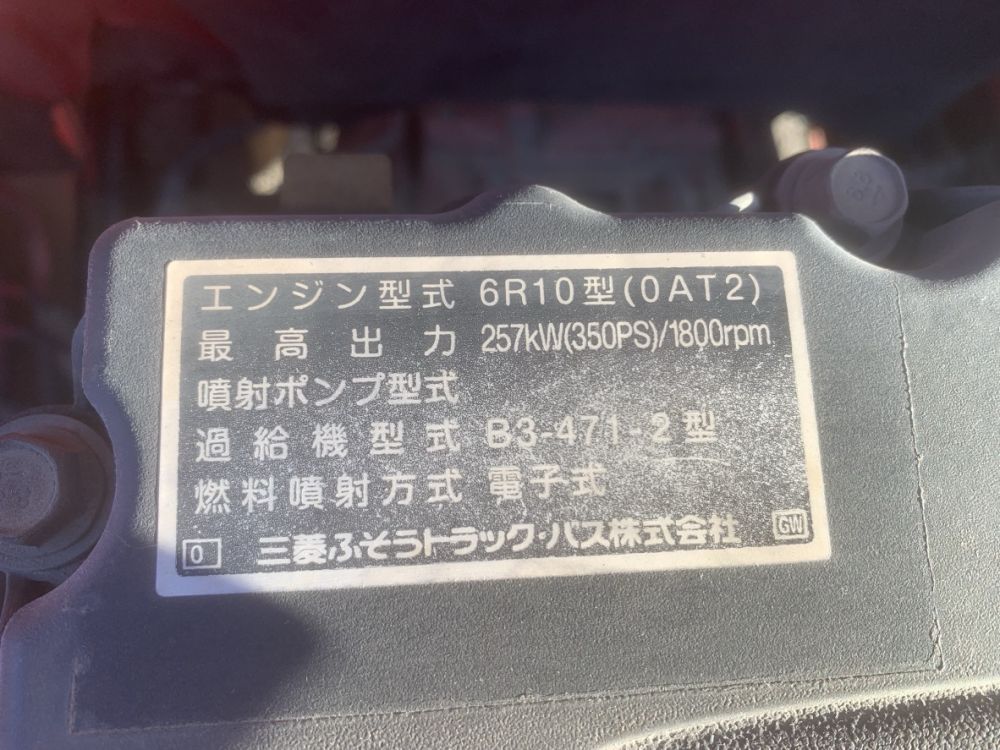 エンジン型式 6R10型(0AT2)
最高出力 257kW(350PS)/1800rpm
噴射ポンプ型式
過給機型式 B3-471-2型
燃料噴射方式 電子式
0 三菱ふそうトラック・バス株式会社 GW